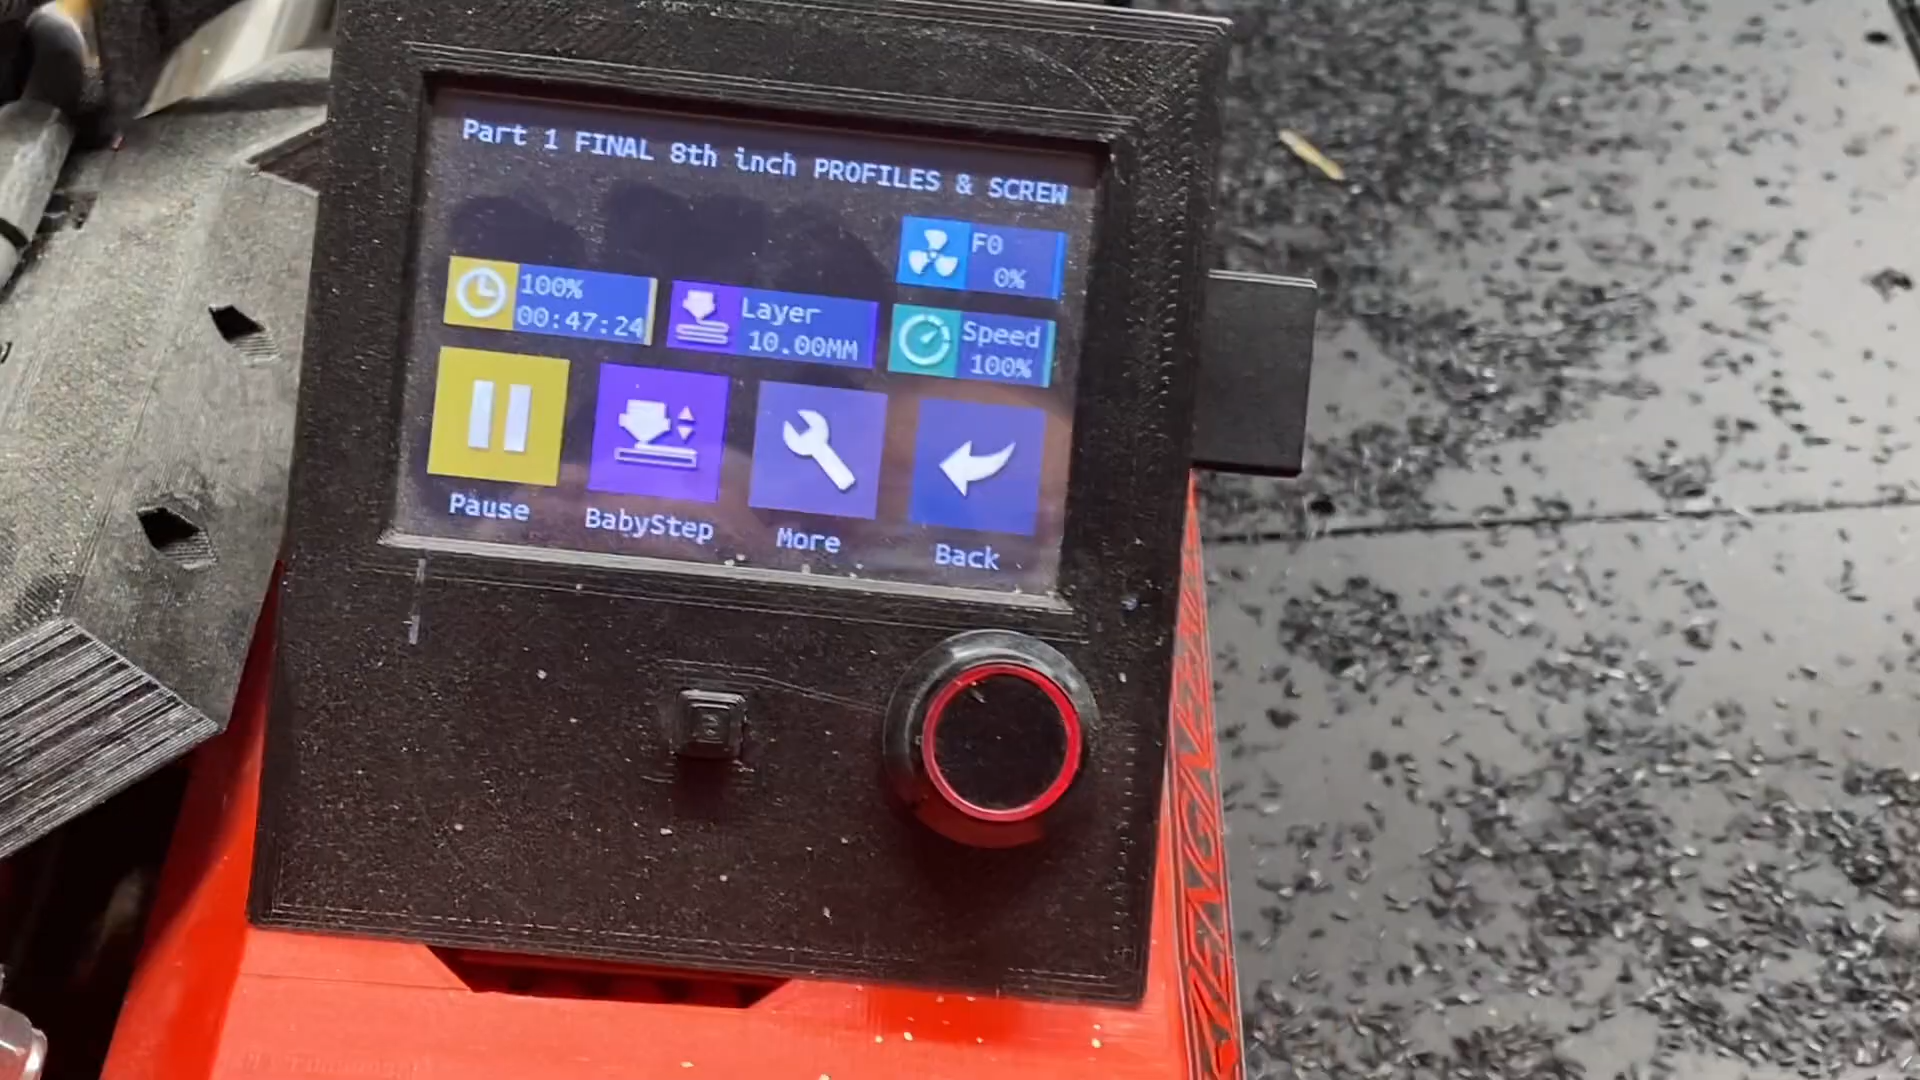 Part 1 FINAL 8th inch PROFILES & SCREW
F0
0%
100%
00:47:24
Layer
10.00MM
Speed
100%
Pause
BabyStep
More
Back